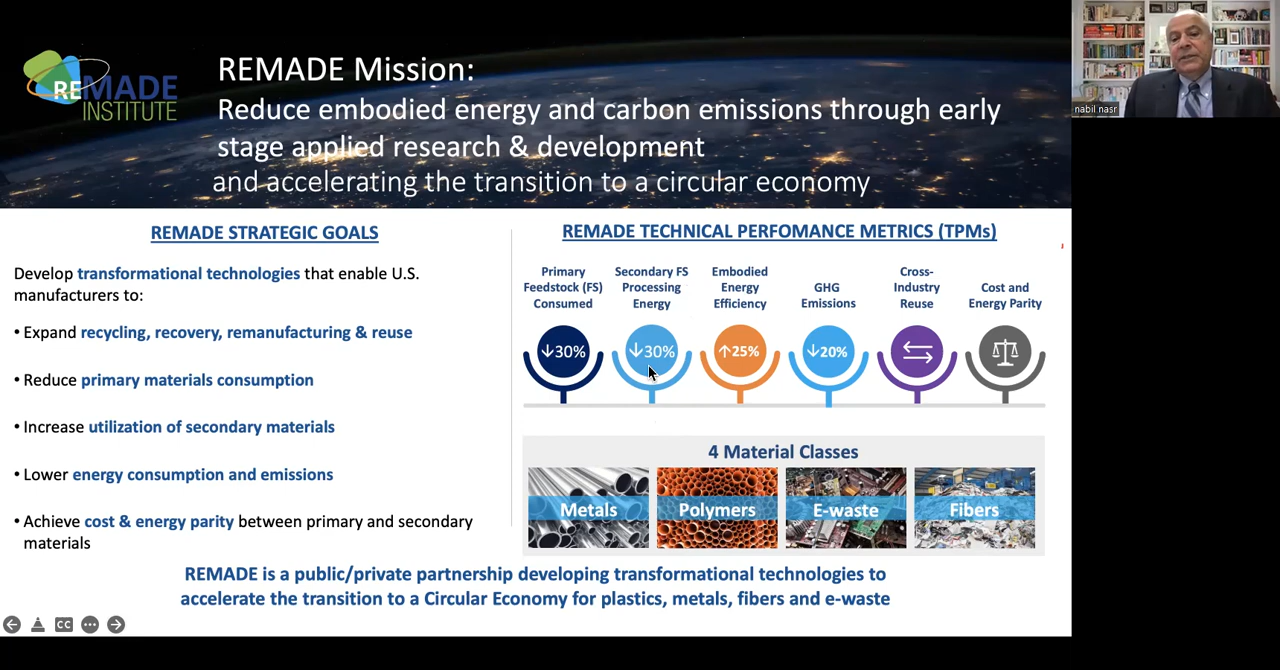 REMADE
INSTITUTE
REMADE Mission:
Reduce embodied energy and carbon emissions through early
stage applied research & development
and accelerating the transition to a circular economy
nabil nasr
REMADE STRATEGIC GOALS
Develop transformational technologies that enable U.S.
manufacturers to:
• Expand recycling, recovery, remanufacturing & reuse
• Reduce primary materials consumption
• Increase utilization of secondary materials
• Lower energy consumption and emissions
• Achieve cost & energy parity between primary and secondary
materials
REMADE TECHNICAL PERFOMANCE METRICS (TPMs)
Primary
Feedstock (FS)
Consumed
↓30%
Secondary FS
Processing
Energy
↓30%
Embodied
Energy
Efficiency
↑25%
GHG
Emissions
↓20%
Cross-
Industry
Reuse
Cost and
Energy Parity
4 Material Classes
Metals
Polymers
E-waste
Fibers
REMADE is a public/private partnership developing transformational technologies to
accelerate the transition to a Circular Economy for plastics, metals, fibers and e-waste
CC